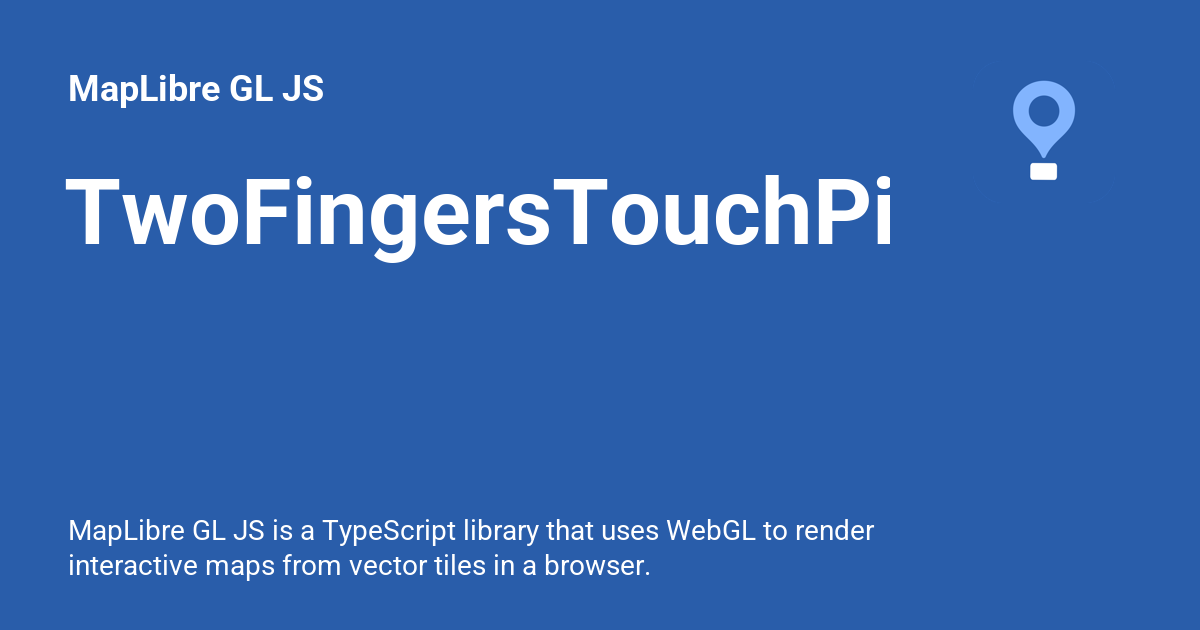 MapLibre GL JS
TwoFingersTouchPi
MapLibre GL JS is a TypeScript library that uses WebGL to render
interactive maps from vector tiles in a browser.